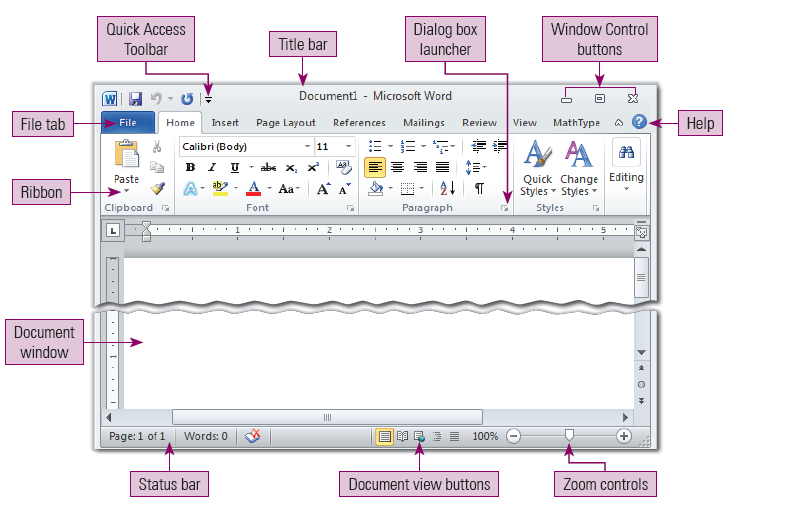 Quick Access
Toolbar
Title bar
Dialog box
launcher
Window Control
buttons
W
Document1 - Microsoft Word
File tab
File Home Insert Page Layout References Mailings Review View MathType ?
Help
Calibri (Body) 11
Paste
B I U abc x₂ x² Aa
Quick
Styles
Change
Styles
Editing
A ab A Aa A A A Z ¶
Ribbon
Clipboard Font Paragraph Styles
L 1 2 3 4 5
Document
window
1
Page: 1 of 1 Words: 0 100%
Status bar
Document view buttons
Zoom controls